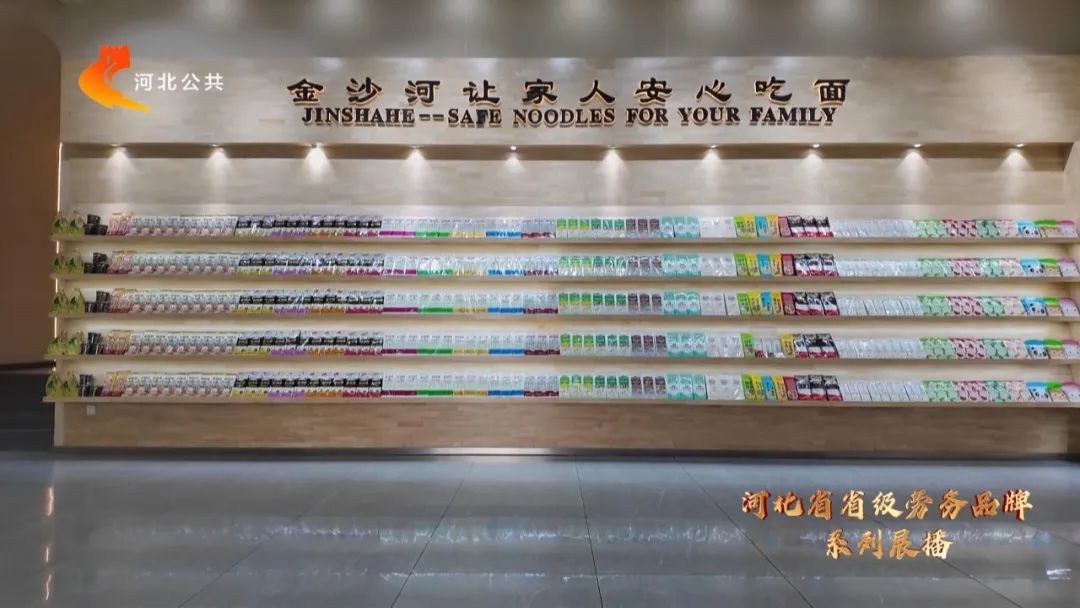 河北公共
金沙河让家人安心吃面
JINSHAHE--SAFE NOODLES FOR YOUR FAMILY
河北省省级劳务品牌
系列展播